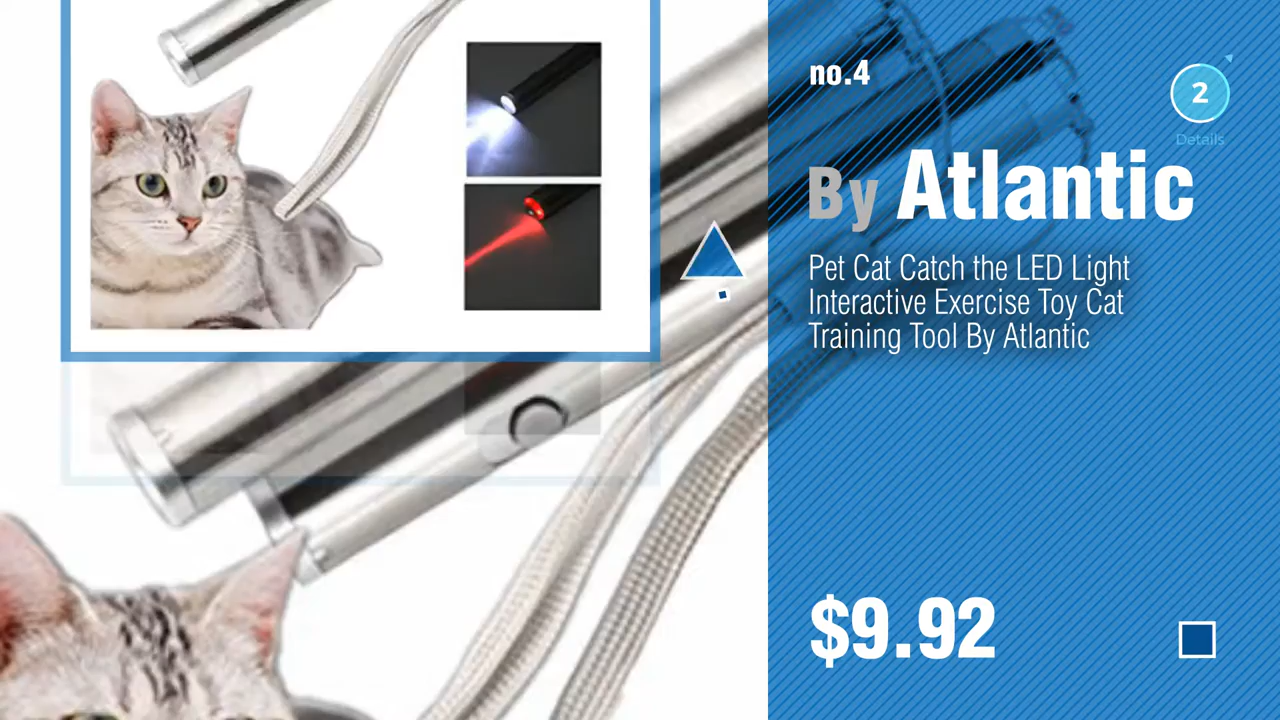 no.4
2
Details
By Atlantic
Pet Cat Catch the LED Light
Interactive Exercise Toy Cat
Training Tool By Atlantic
$9.92